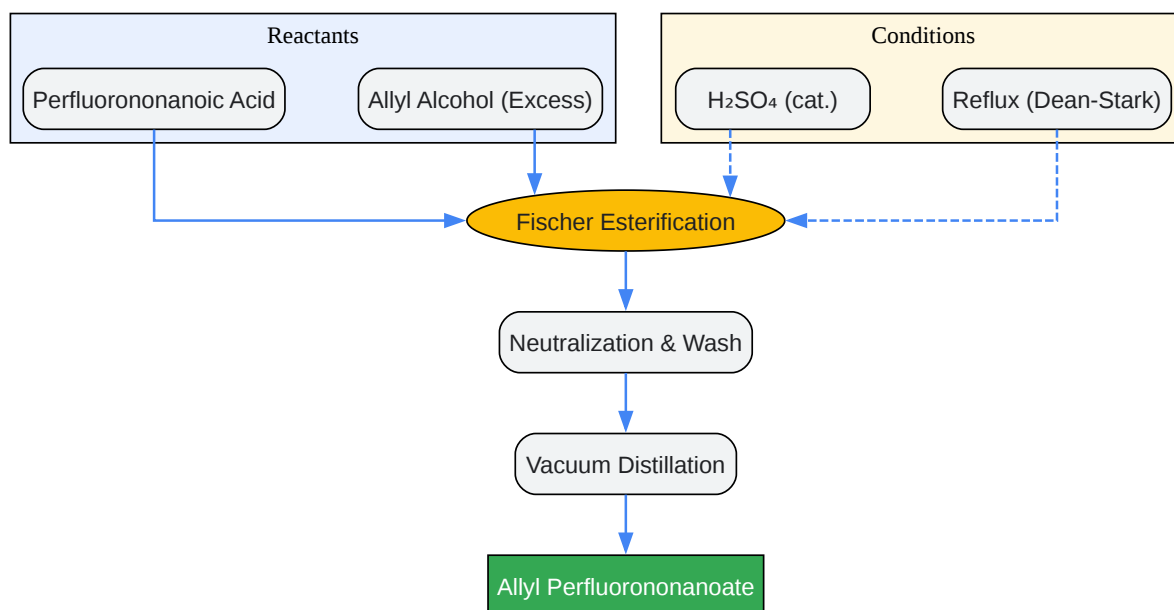 Reactants
Conditions
Perfluorononanoic Acid
Allyl Alcohol (Excess)
H₂SO₄ (cat.)
Reflux (Dean-Stark)
Fischer Esterification
Neutralization & Wash
Vacuum Distillation
Allyl Perfluorononanoate